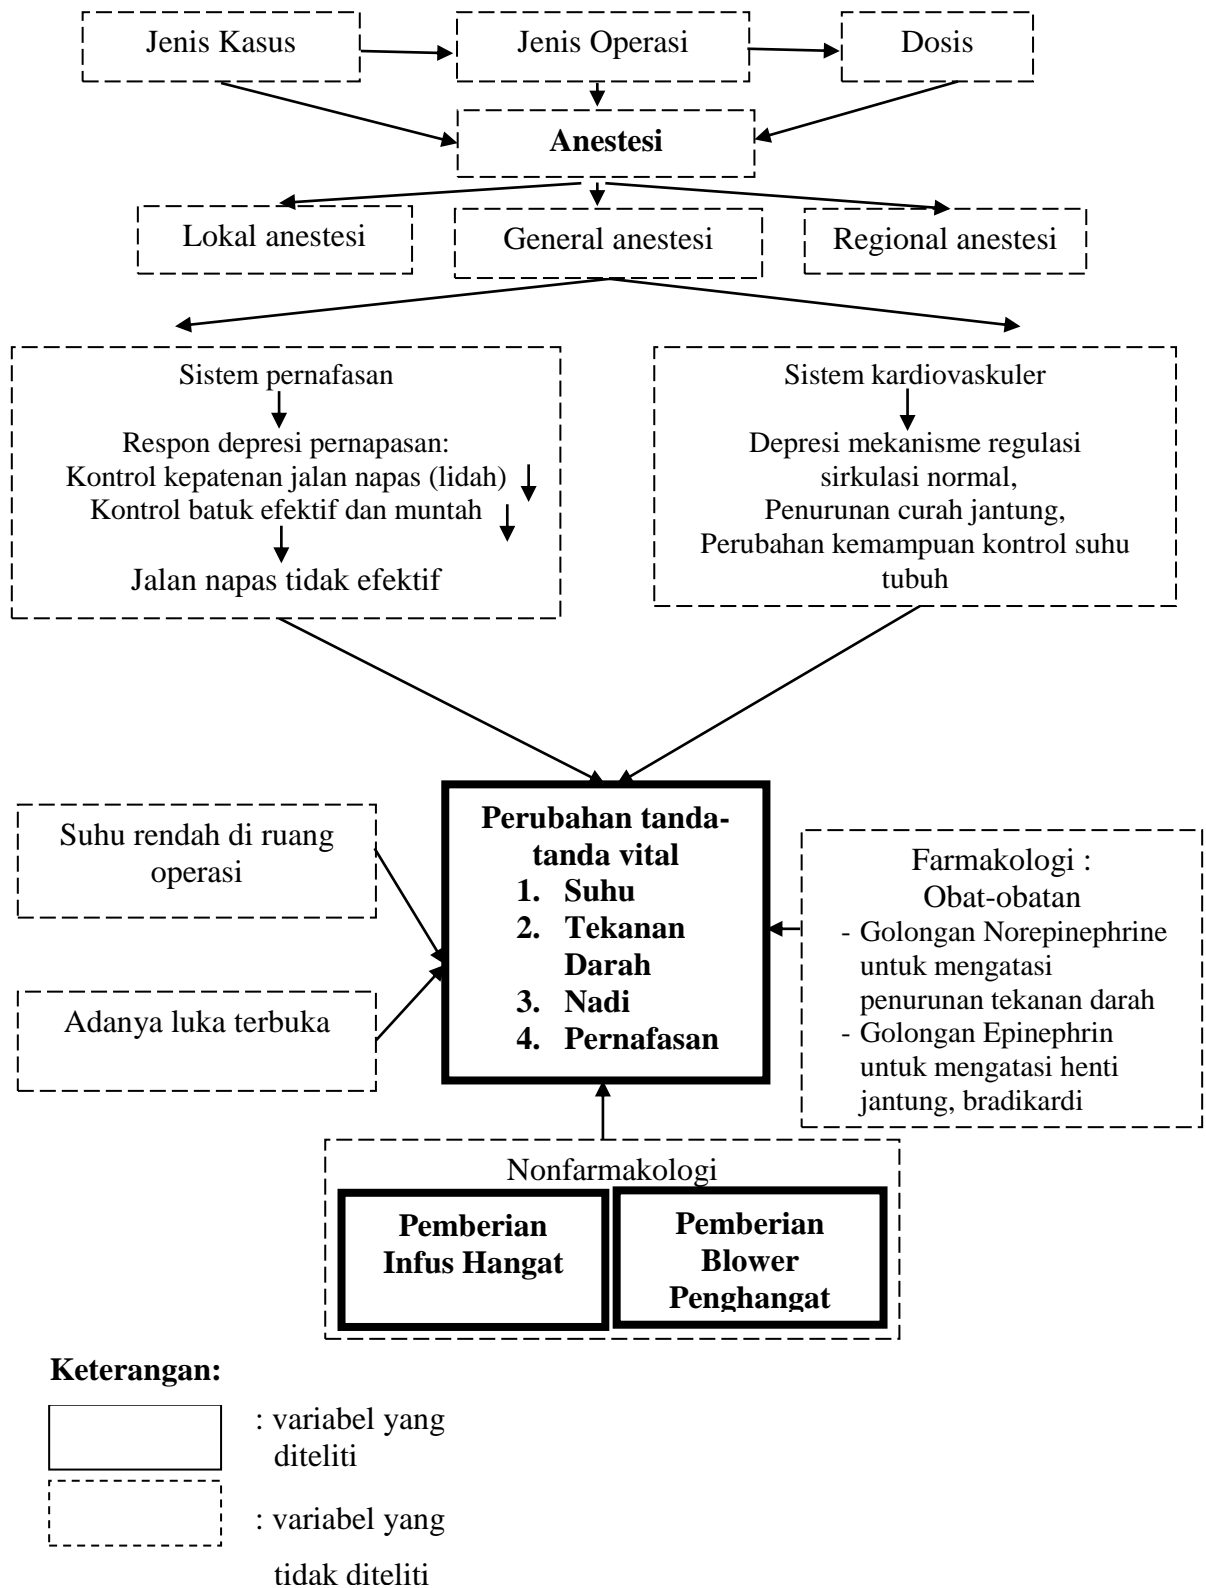 Jenis Kasus
Jenis Operasi
Dosis
Anestesi
Lokal anestesi
General anestesi
Regional anestesi
Sistem pernafasan
Respon depresi pernapasan:
Kontrol kepatenan jalan napas (lidah)
Kontrol batuk efektif dan muntah
Jalan napas tidak efektif
Sistem kardiovaskuler
Depresi mekanisme regulasi
sirkulasi normal,
Penurunan curah jantung,
Perubahan kemampuan kontrol suhu
tubuh
Suhu rendah di ruang
operasi
Adanya luka terbuka
Perubahan tanda-
tanda vital
1. Suhu
2. Tekanan
Darah
3. Nadi
4. Pernafasan
Farmakologi :
Obat-obatan
- Golongan Norepinephrine
untuk mengatasi
penurunan tekanan darah
- Golongan Epinephrin
untuk mengatasi henti
jantung, bradikardi
Nonfarmakologi
Pemberian
Infus Hangat
Pemberian
Blower
Penghangat
Keterangan:
: variabel yang
diteliti
: variabel yang
tidak diteliti